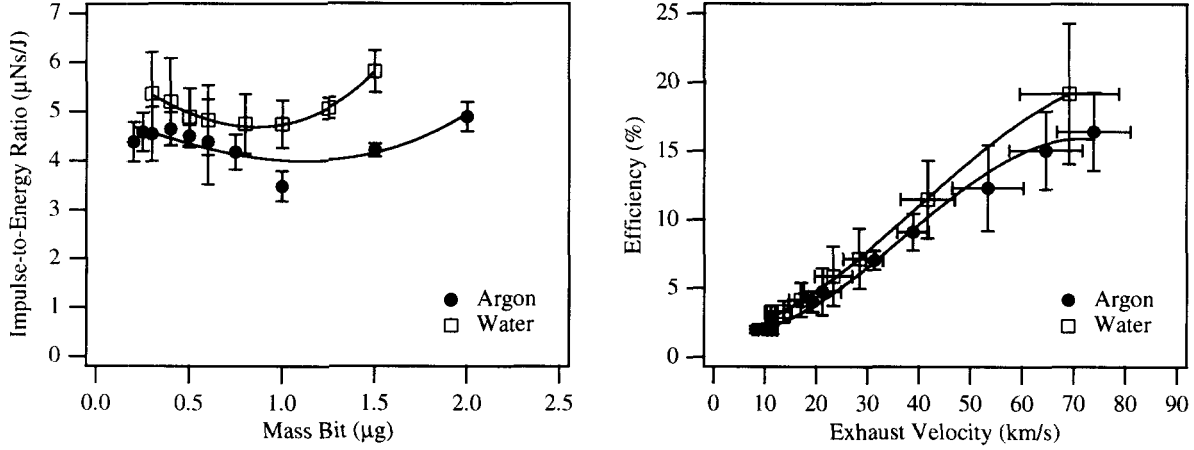 Impulse-to-Energy Ratio (μNs/J)
7
6
5
4
3
2
1
0
Argon
Water
0.0 0.5 1.0 1.5 2.0 2.5
Mass Bit (μg)
Efficiency (%)
25
20
15
10
5
0
Argon
Water
0 10 20 30 40 50 60 70 80 90
Exhaust Velocity (km/s)